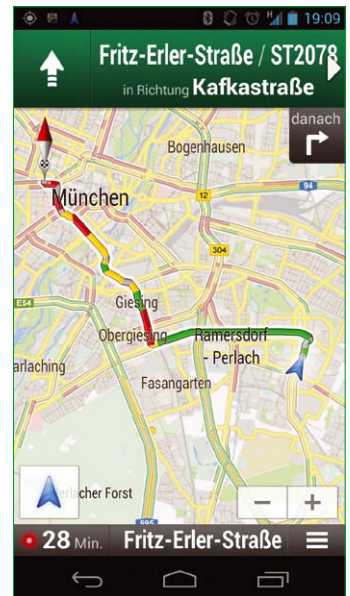 H 19:09
Fritz-Erler-Straße / ST2078
in Richtung Kafkastraße
danach
Bogenhausen
94
12
München
304
Giesing
E54
Obergiesing
Ramersdorf
- Perlach
arlaching
Fasangarten
lacher Forst
995
28 Min. Fritz-Erler-Straße